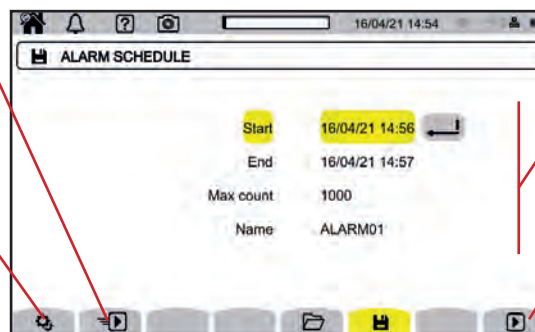 16/04/21 14:54
ALARM SCHEDULE
Start 16/04/21 14:56
End 16/04/21 14:57
Max count 1000
Name ALARM01